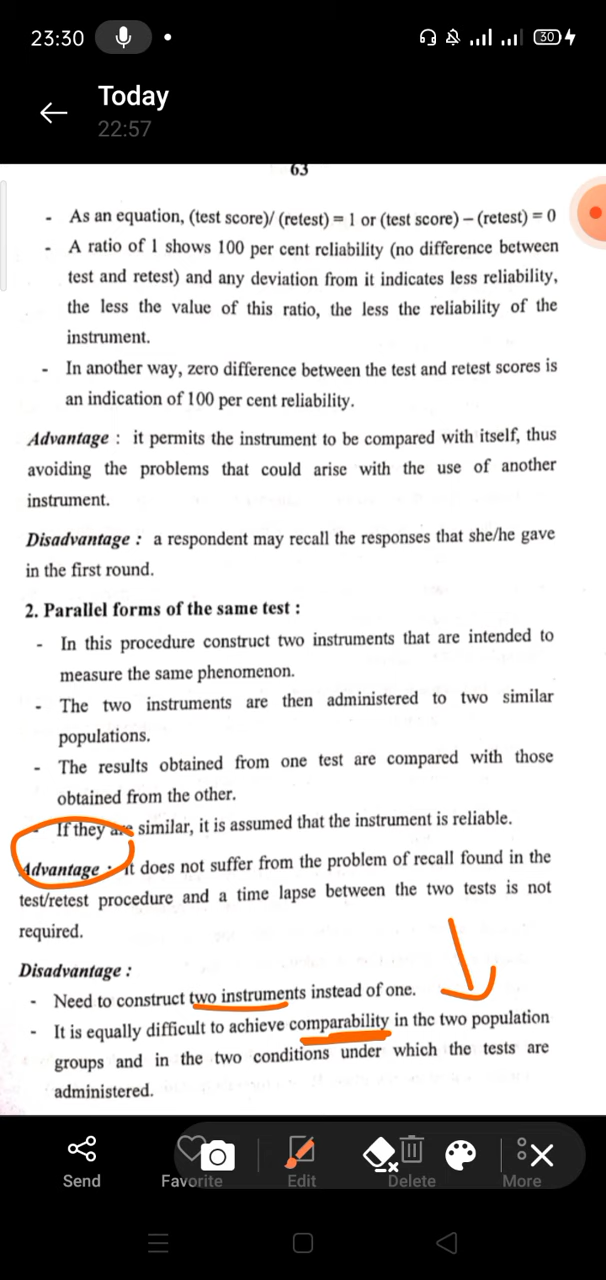 23:30
30
Today
22:57
63
- As an equation, (test score)/ (retest) = 1 or (test score) – (retest) = 0
- A ratio of 1 shows 100 per cent reliability (no difference between
test and retest) and any deviation from it indicates less reliability,
the less the value of this ratio, the less the reliability of the
instrument.
- In another way, zero difference between the test and retest scores is
an indication of 100 per cent reliability.
Advantage : it permits the instrument to be compared with itself, thus
avoiding the problems that could arise with the use of another
instrument.
Disadvantage : a respondent may recall the responses that she/he gave
in the first round.
2. Parallel forms of the same test :
- In this procedure construct two instruments that are intended to
measure the same phenomenon.
- The two instruments are then administered to two similar
populations.
- The results obtained from one test are compared with those
obtained from the other.
- If they are similar, it is assumed that the instrument is reliable.
Advantage : it does not suffer from the problem of recall found in the
test/retest procedure and a time lapse between the two tests is not
required.
Disadvantage :
- Need to construct two instruments instead of one.
- It is equally difficult to achieve comparability in the two population
groups and in the two conditions under which the tests are
administered.
Send Favorite Edit Delete More